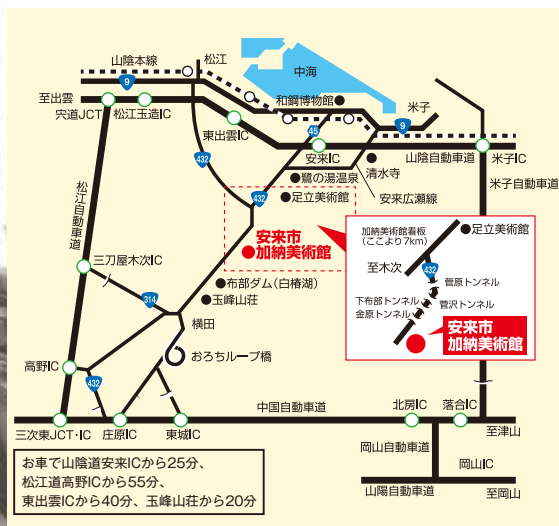 山陰本線
松江
中海
9
至出雲
和鋼博物館
米子
宍道JCT
松江玉造IC
東出雲IC
45
9
安来IC
山陰自動車道
米子IC
432
鷺の湯温泉
清水寺
米子自動車道
松江自動車道
432
足立美術館
安来広瀬線
安来市
加納美術館
加納美術館看板
(ここより7km)
足立美術館
至木次
432
菅原トンネル
下布部トンネル
菅沢トンネル
金原トンネル
安来市
加納美術館
三刀屋木次IC
布部ダム(白椿湖)
314
玉峰山荘
横田
おろちループ橋
高野IC
432
中国自動車道
北房IC
落合IC
三次東JCT・IC
庄原IC
東城IC
至津山
岡山自動車道
岡山IC
山陽自動車道
至岡山
お車で山陰道安来ICから25分、
松江道高野ICから55分、
東出雲ICから40分、玉峰山荘から20分